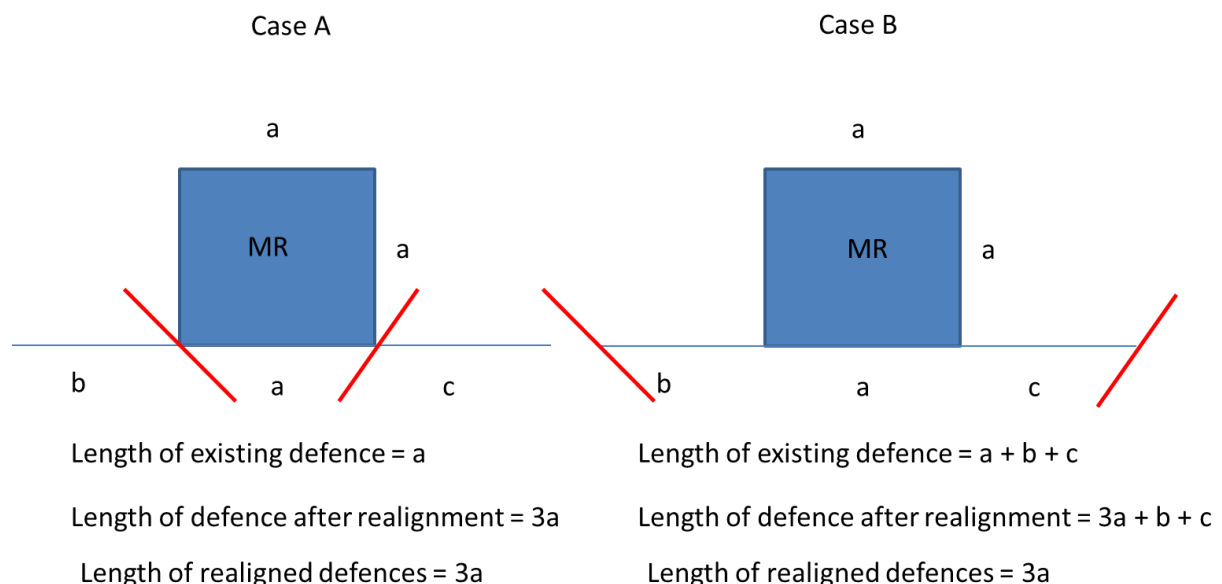 Case A
a
MR
a
b
a
c
Length of existing defence = a
Length of defence after realignment = 3a
Length of realigned defences = 3a
Case B
a
MR
a
b
a
c
Length of existing defence = a + b + c
Length of defence after realignment = 3a + b + c
Length of realigned defences = 3a